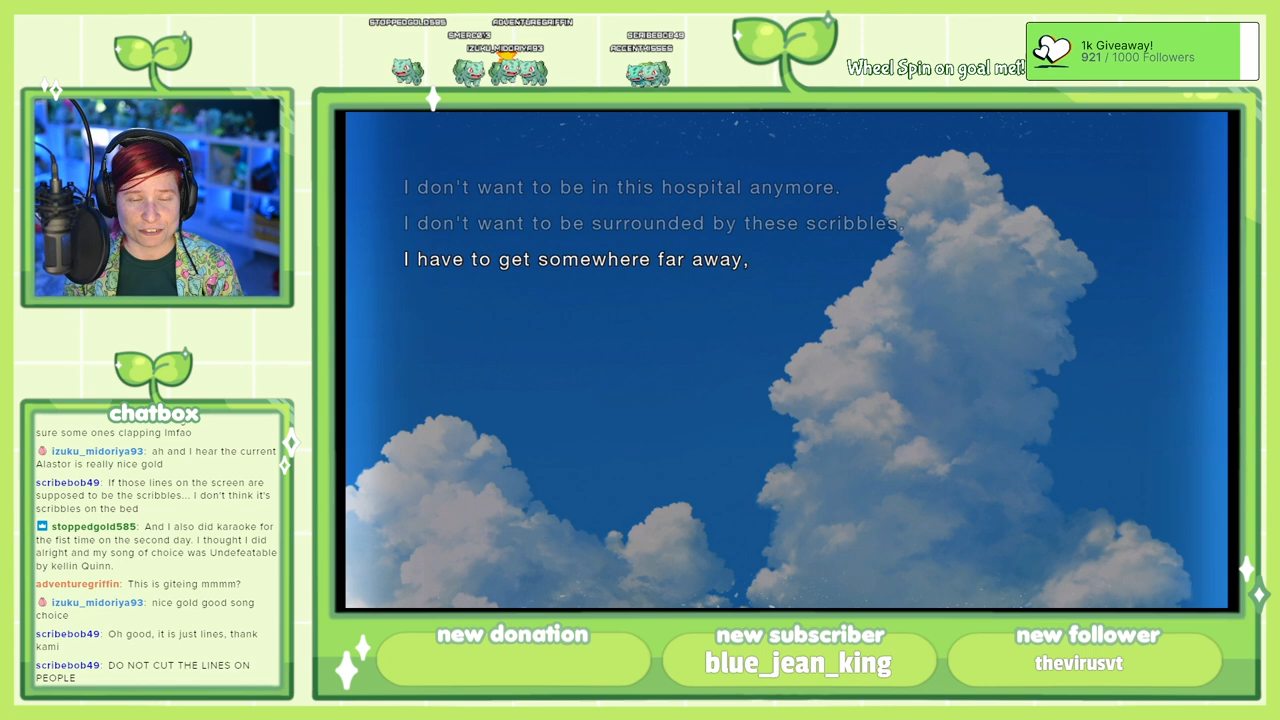 STOPPEDGOLD585
ADVENTUREGRIFFIN
SMERC013
SCRIBEBOB49
IZUKU_MIDORIYA93
ACCENTKISSES
Wheel Spin on goal met!
1k Giveaway!
921 / 1000 Followers
I don't want to be in this hospital anymore.
I don't want to be surrounded by these scribbles.
I have to get somewhere far away,
chatbox
sure some ones clapping lmfao
izuku_midoriya93: ah and I hear the current
Alastor is really nice gold
scribebob49: If those lines on the screen are
supposed to be the scribbles... I don't think it's
scribbles on the bed
stoppedgold585: And I also did karaoke for
the fist time on the second day. I thought I did
alright and my song of choice was Undefeatable
by kellin Quinn.
adventuregriffin: This is giteing mmmm?
izuku_midoriya93: nice gold good song
choice
scribebob49: Oh good, it is just lines, thank
kami
scribebob49: DO NOT CUT THE LINES ON
PEOPLE
new donation
new subscriber
blue_jean_king
new follower
thevirusvt